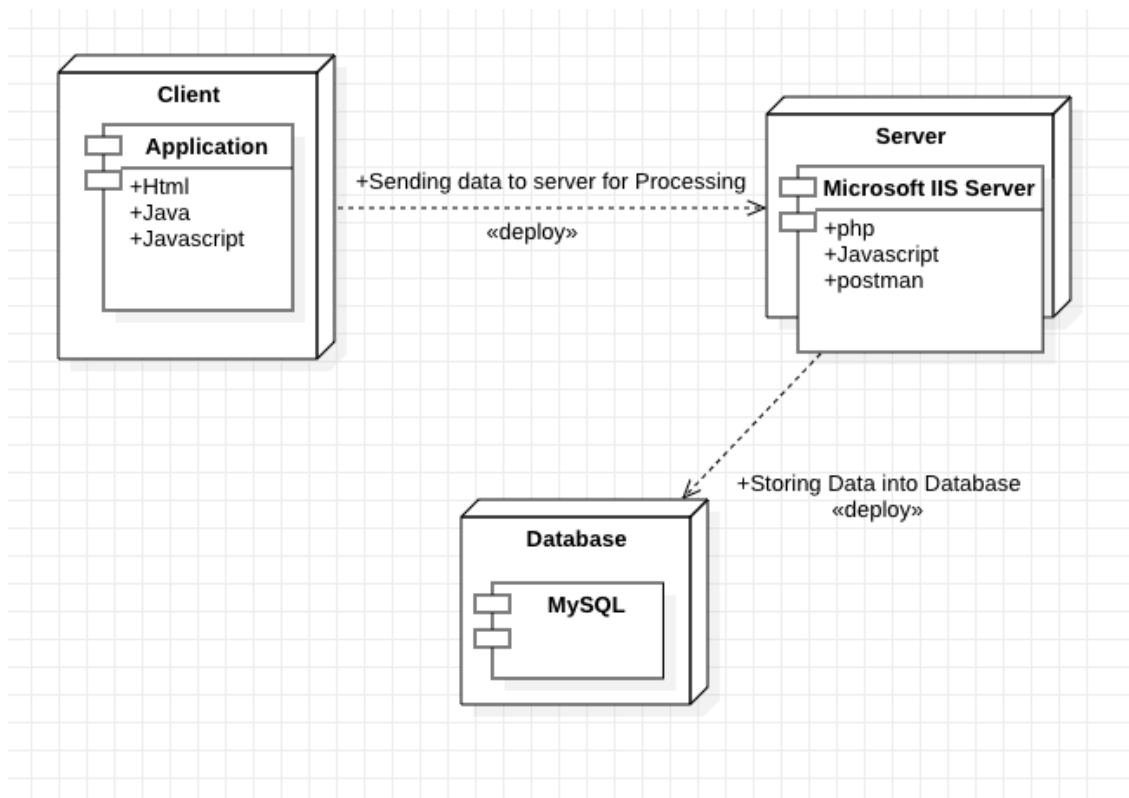 Client
Application
+Html
+Java
+Javascript
+Sending data to server for Processing
«deploy»
Server
Microsoft IIS Server
+php
+Javascript
+postman
+Storing Data into Database
«deploy»
Database
MySQL